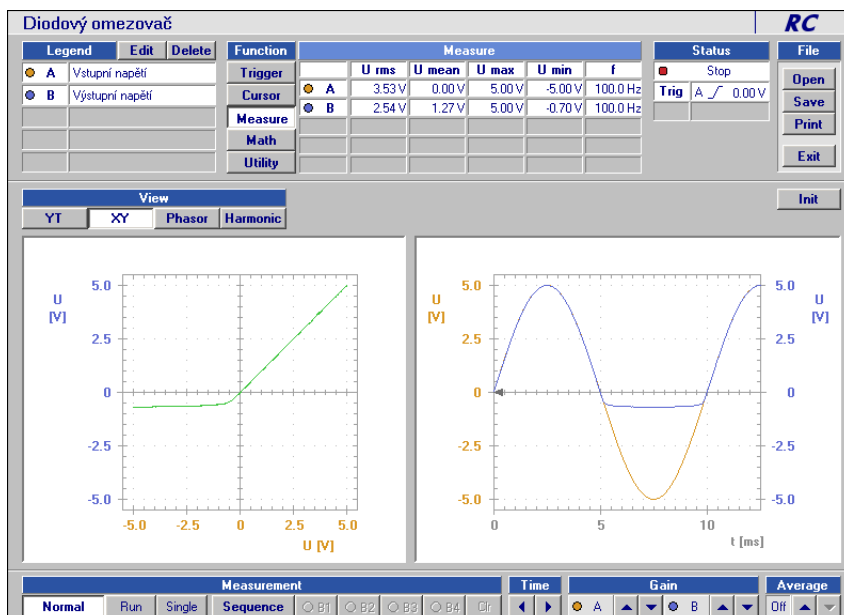 Diodový omezovač RC
Legend Edit Delete Function Measure Status File
A Vstupní napětí Trigger U rms U mean U max U min f Stop Open
B Výstupní napětí Cursor A 3.53 V 0.00 V 5.00 V -5.00 V 100.0 Hz Trig A 0.00 V Save
Measure B 2.54 V 1.27 V 5.00 V -0.70 V 100.0 Hz Print
Math
Utility Exit
View Init
YT XY Phasor Harmonic
U [V]
5.0
2.5
0
-2.5
-5.0
-5.0 -2.5 0 2.5 5.0
U [V]
U [V]
5.0
2.5
0
-2.5
-5.0
0 5 10
t [ms]
U [V]
5.0
2.5
0
-2.5
-5.0
Measurement Time Gain Average
Normal Run Single Sequence B1 B2 B3 B4 Clr A B Off